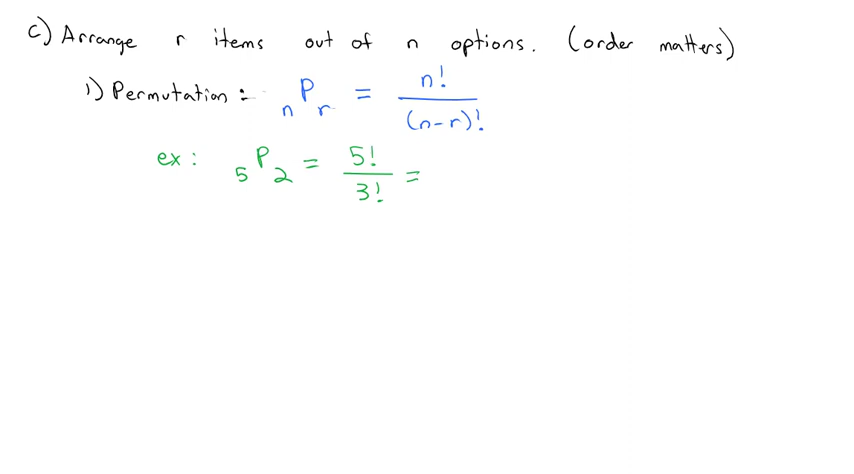 c) Arrange r items out of n options. (order matters)
1) Permutation: nPr = n! / (n-r)!
ex: 5P2 = 5! / 3! =